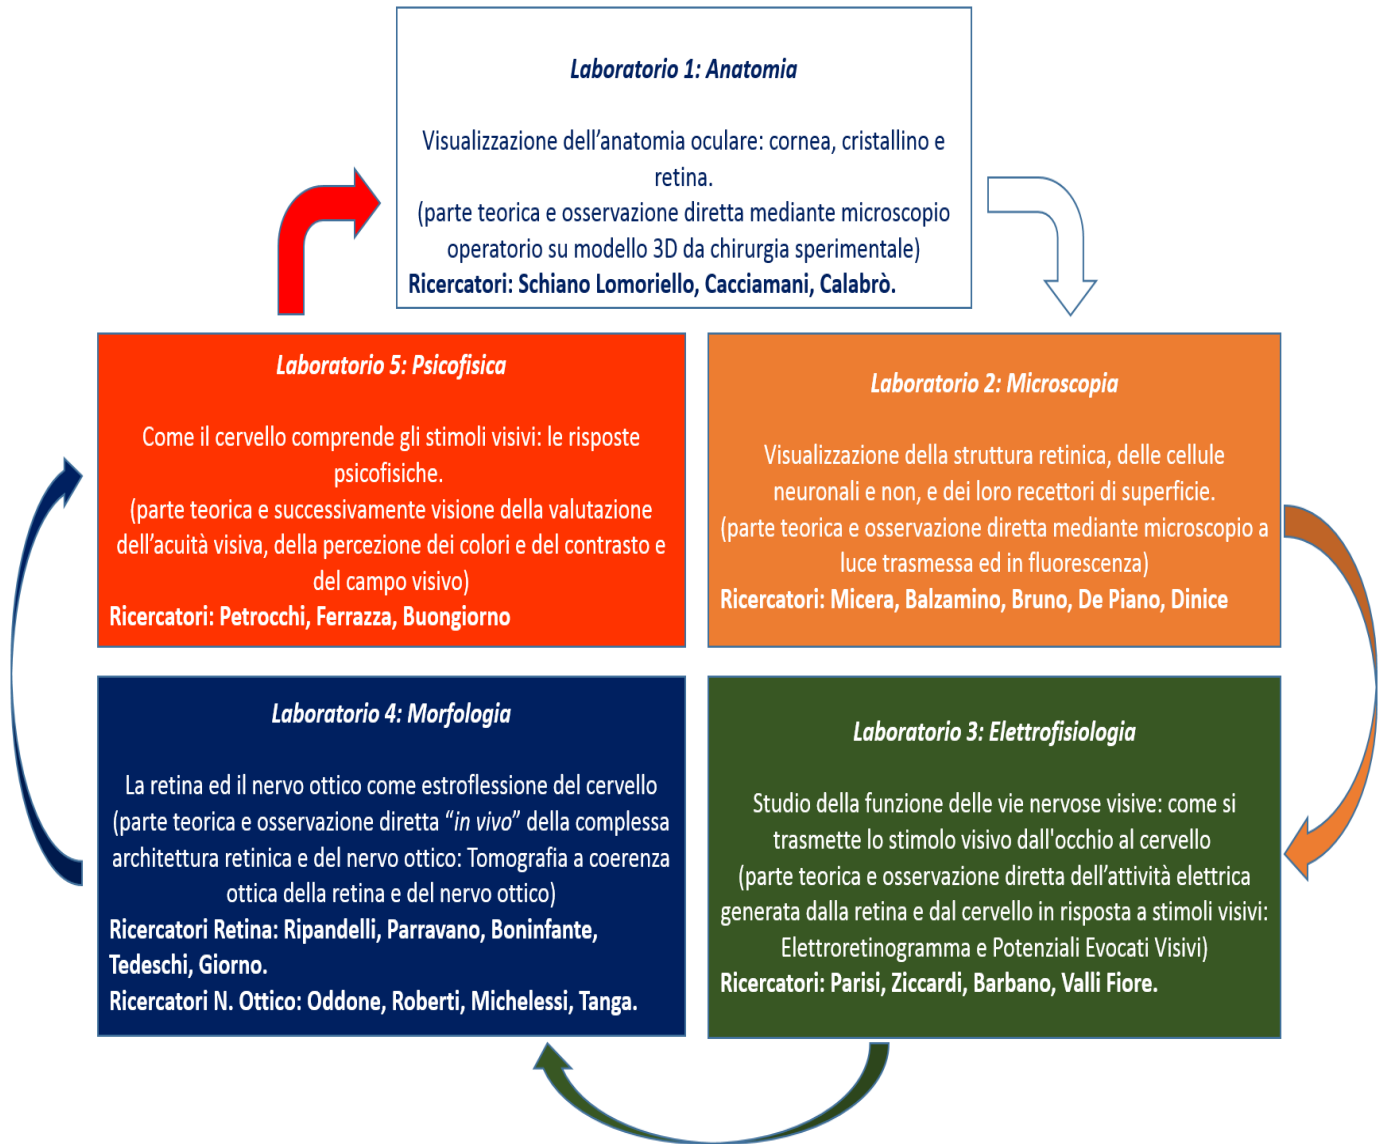 Laboratorio 1: Anatomia
Visualizzazione dell’anatomia oculare: cornea, cristallino e
retina.
(parte teorica e osservazione diretta mediante microscopio
operatorio su modello 3D da chirurgia sperimentale)
Ricercatori: Schiano Lomoriello, Cacciamani, Calabrò.
Laboratorio 2: Microscopia
Visualizzazione della struttura retinica, delle cellule
neuronali e non, e dei loro recettori di superficie.
(parte teorica e osservazione diretta mediante microscopio a
luce trasmessa ed in fluorescenza)
Ricercatori: Micera, Balzamino, Bruno, De Piano, Dinice
Laboratorio 3: Elettrofisiologia
Studio della funzione delle vie nervose visive: come si
trasmette lo stimolo visivo dall'occhio al cervello
(parte teorica e osservazione diretta dell’attività elettrica
generata dalla retina e dal cervello in risposta a stimoli visivi:
Elettroretinogramma e Potenziali Evocati Visivi)
Ricercatori: Parisi, Ziccardi, Barbano, Valli Fiore.
Laboratorio 4: Morfologia
La retina ed il nervo ottico come estroflessione del cervello
(parte teorica e osservazione diretta “in vivo” della complessa
architettura retinica e del nervo ottico: Tomografia a coerenza
ottica della retina e del nervo ottico)
Ricercatori Retina: Ripandelli, Parravano, Boninfante,
Tedeschi, Giorno.
Ricercatori N. Ottico: Oddone, Roberti, Michelessi, Tanga.
Laboratorio 5: Psicofisica
Come il cervello comprende gli stimoli visivi: le risposte
psicofisiche.
(parte teorica e successivamente visione della valutazione
dell’acuità visiva, della percezione dei colori e del contrasto e
del campo visivo)
Ricercatori: Petrocchi, Ferrazza, Buongiorno